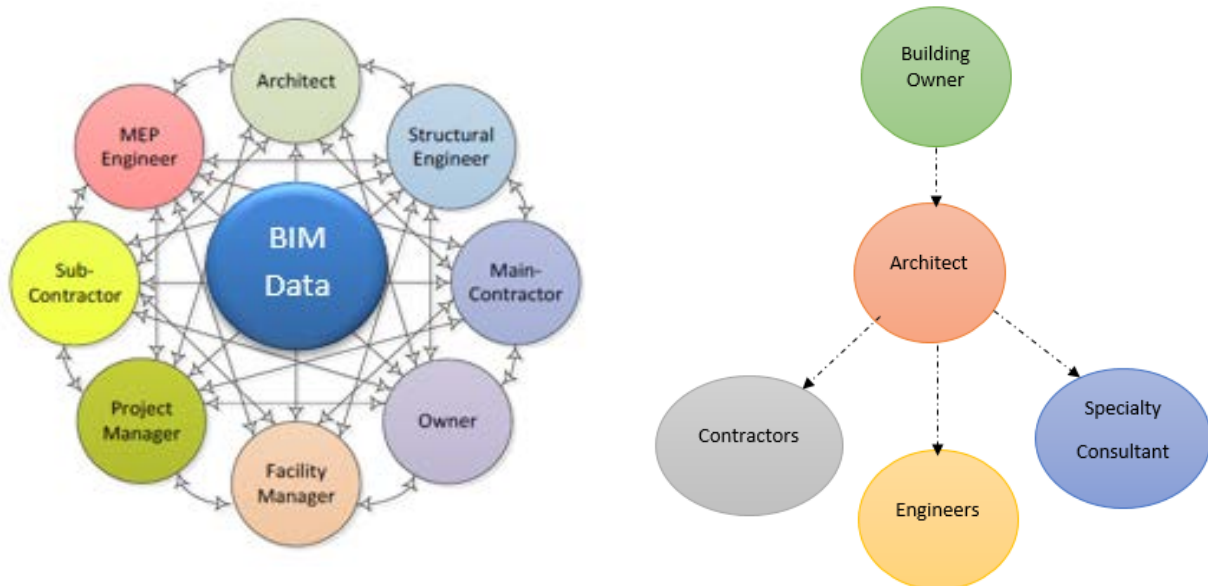 Architect
MEP
Engineer
Structural
Engineer
BIM
Data
Sub-
Contractor
Main-
Contractor
Project
Manager
Owner
Facility
Manager
Building
Owner
Architect
Contractors
Specialty
Consultant
Engineers